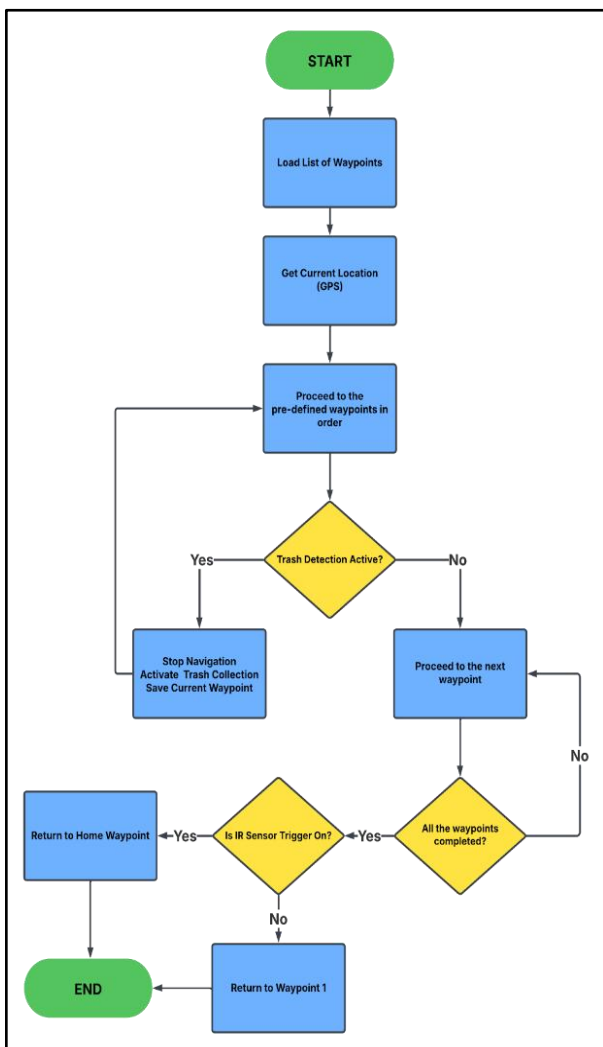 START
Load List of Waypoints
Get Current Location
(GPS)
Proceed to the
pre-defined waypoints in
order
Trash Detection Active?
Yes
No
Stop Navigation
Activate Trash Collection
Save Current Waypoint
Proceed to the next
waypoint
No
All the waypoints
completed?
Yes
Is IR Sensor Trigger On?
Yes
Return to Home Waypoint
No
Return to Waypoint 1
END